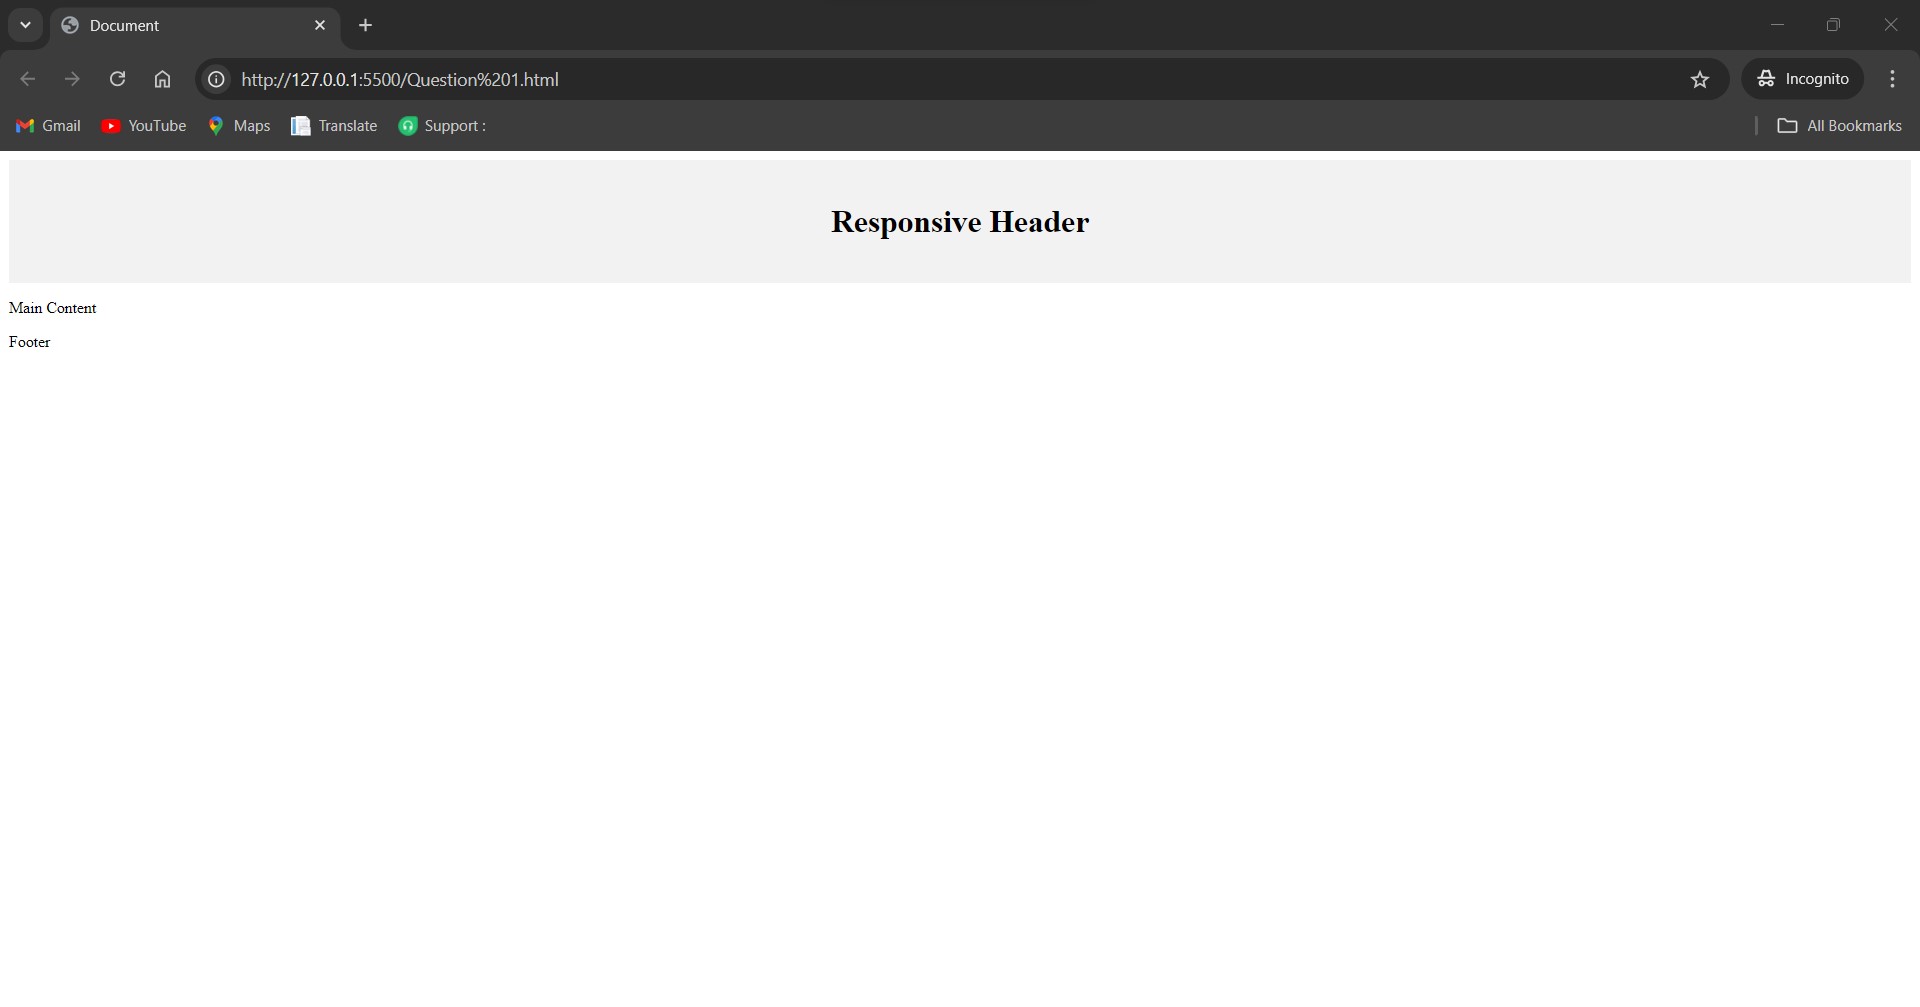 Document
http://127.0.0.1:5500/Question%201.html
Incognito
Gmail
YouTube
Maps
Translate
Support :
All Bookmarks
Responsive Header
Main Content
Footer